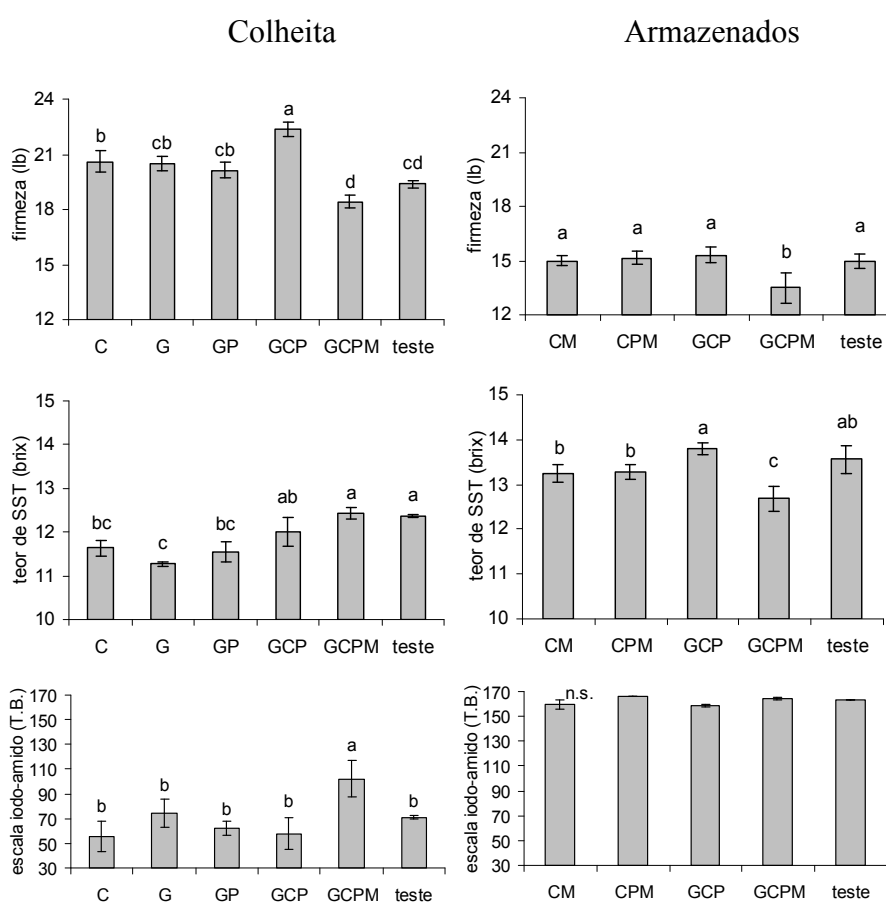 Colheita
Armazenados
firmeza (lb)
24
21
18
15
12
b
cb
cb
a
d
cd
C G GP GCP GCPM teste
firmeza (lb)
24
21
18
15
12
a
a
a
b
a
CM CPM GCP GCPM teste
teor de SST (brix)
15
14
13
12
11
10
bc
c
bc
ab
a
a
C G GP GCP GCPM teste
teor de SST (brix)
15
14
13
12
11
10
b
b
a
c
ab
CM CPM GCP GCPM teste
escala iodo-amido (T.B.)
170
150
130
110
90
70
50
30
b
b
b
b
a
b
C G GP GCP GCPM teste
escala iodo-amido (T.B.)
170
150
130
110
90
70
50
30
n.s.
CM CPM GCP GCPM teste